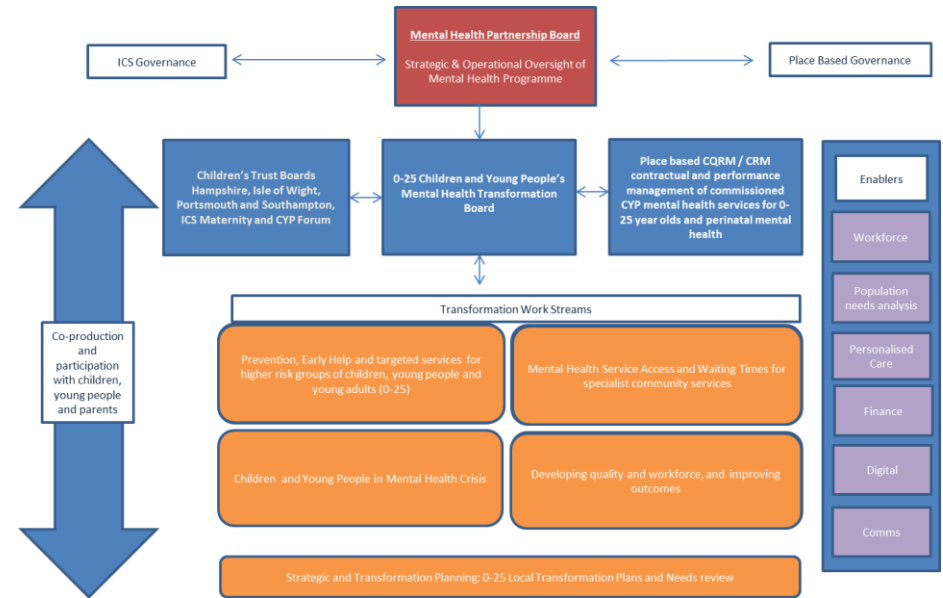 Mental Health Partnership Board
Strategic & Operational Oversight of
Mental Health Programme
ICS Governance
Place Based Governance
Children's Trust Boards
Hampshire, Isle of Wight,
Portsmouth and Southampton,
ICS Maternity and CYP Forum
0-25 Children and Young People's
Mental Health Transformation
Board
Place based CQRM / CRM
contractual and performance
management of commissioned
CYP mental health services for 0-
25 year olds and perinatal mental
health
Transformation Work Streams
Prevention, Early Help and targeted services for
higher risk groups of children, young people and
young adults (0-25)
Mental Health Service Access and Waiting Times for
specialist community services
Children and Young People in Mental Health Crisis
Developing quality and workforce, and improving
outcomes
Strategic and Transformation Planning: 0-25 Local Transformation Plans and Needs review
Co-production
and
participation
with children,
young people
and parents
Enablers
Workforce
Population
needs analysis
Personalised
Care
Finance
Digital
Comms